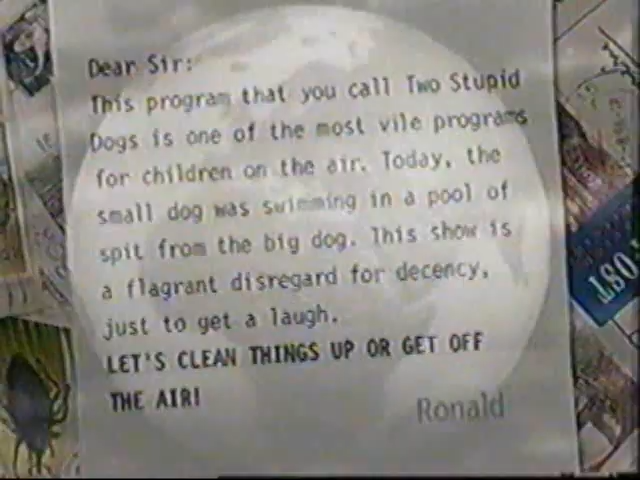 Dear Sir:
This program that you call Two Stupid
Dogs is one of the most vile programs
for children on the air. Today, the
small dog was swimming in a pool of
spit from the big dog. This show is
a flagrant disregard for decency,
just to get a laugh.
LET'S CLEAN THINGS UP OR GET OFF
THE AIR!
Ronald